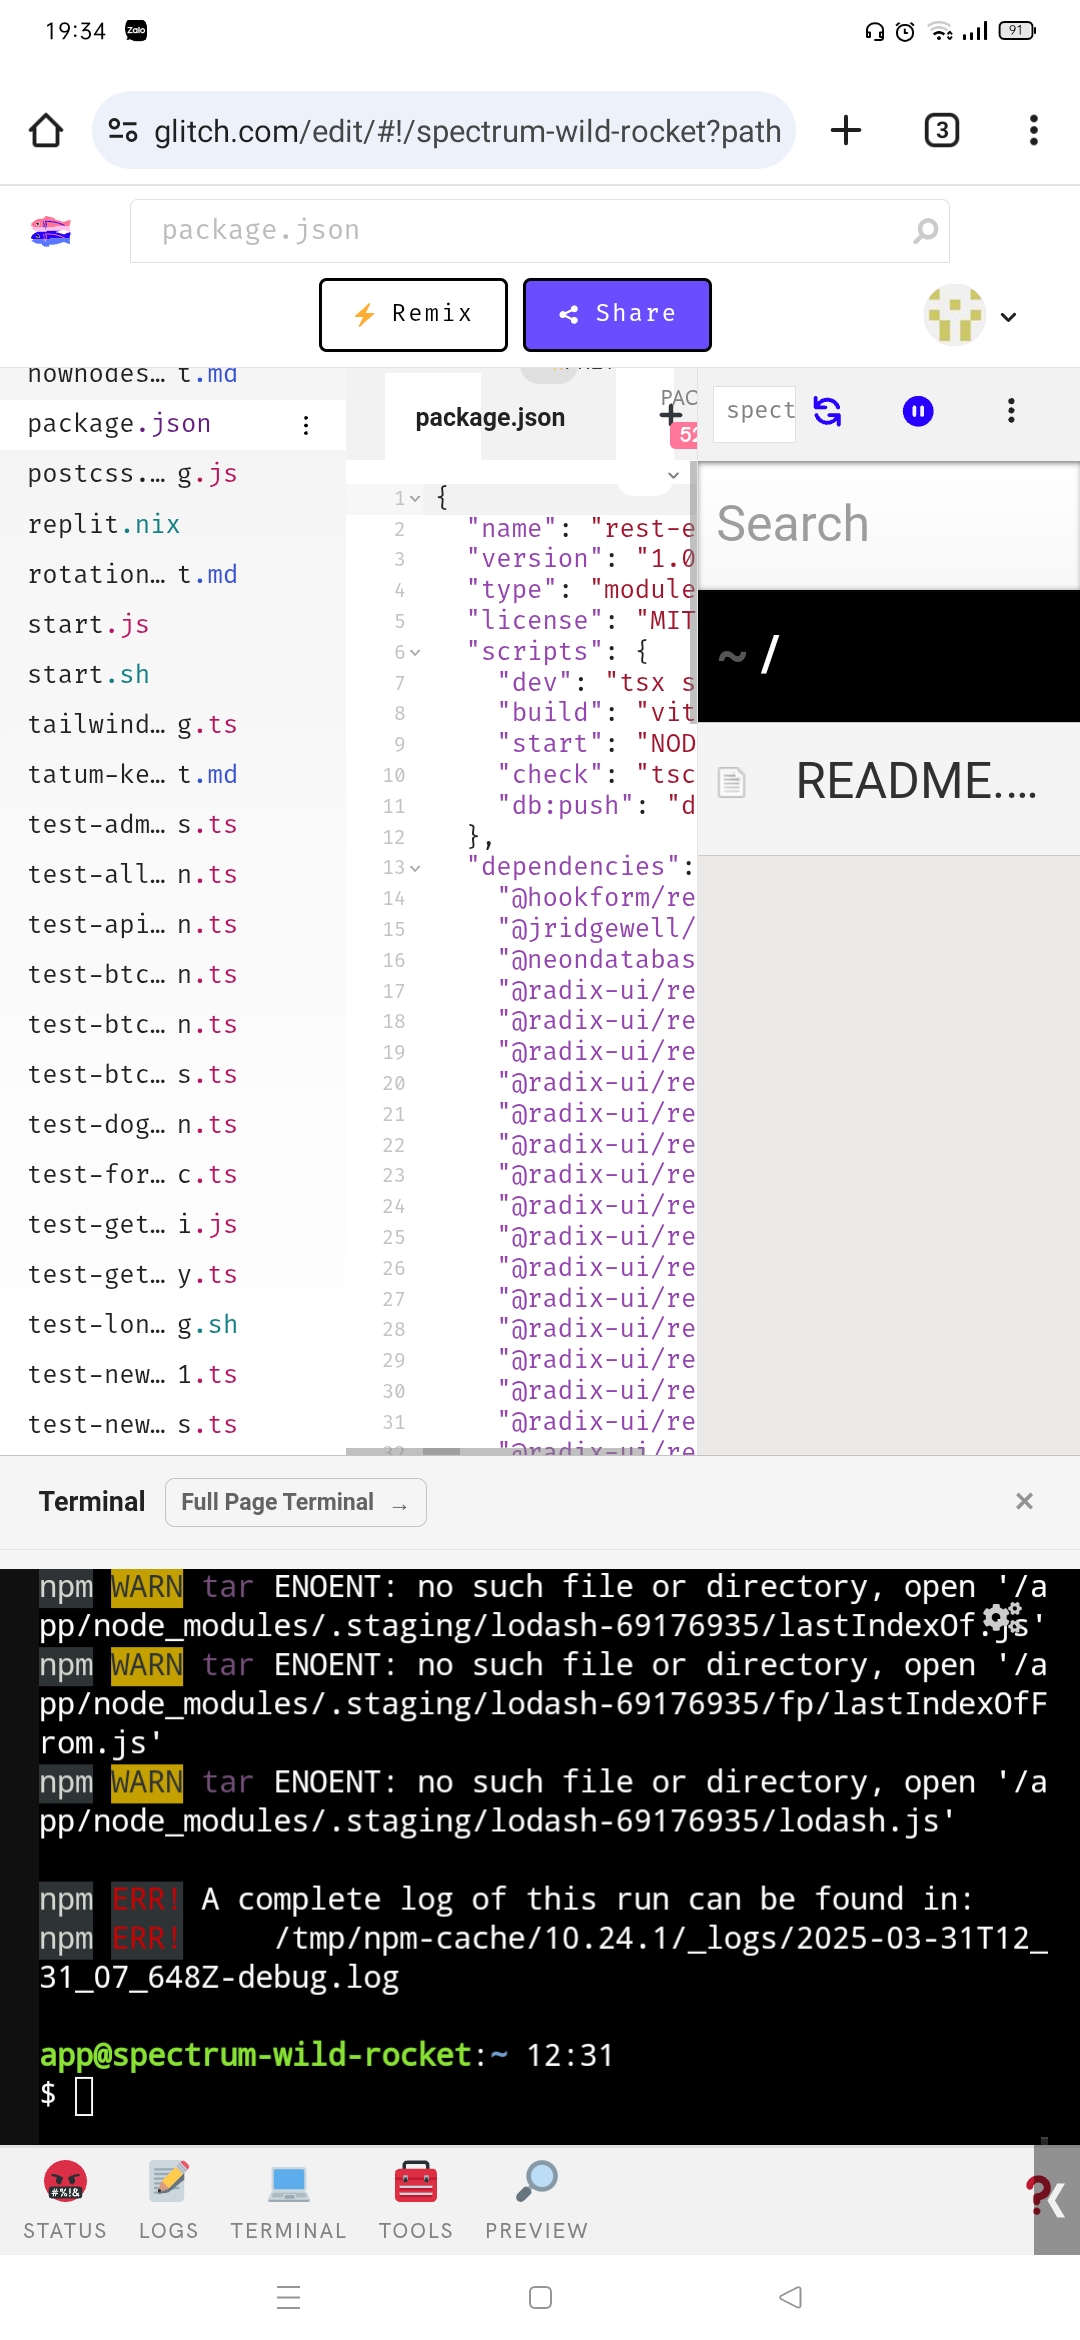 19:34
Zalo
91
glitch.com/edit/#!/spectrum-wild-rocket?path
3
package.json
Remix
Share
hownodes… t.md
package.json
postcss.… g.js
replit.nix
rotation… t.md
start.js
start.sh
tailwind… g.ts
tatum-ke… t.md
test-adm… s.ts
test-all… n.ts
test-api… n.ts
test-btc… n.ts
test-btc… n.ts
test-btc… s.ts
test-dog… n.ts
test-for… c.ts
test-get… i.js
test-get… y.ts
test-lon… g.sh
test-new… 1.ts
test-new… s.ts
package.json
PAC
52
1 {
2 "name": "rest-e
3 "version": "1.0
4 "type": "module
5 "license": "MIT
6 "scripts": {
7 "dev": "tsx s
8 "build": "vit
9 "start": "NOD
10 "check": "tsc
11 "db:push": "d
12 },
13 "dependencies":
14 "@hookform/re
15 "@jridgewell/
16 "@neondatabas
17 "@radix-ui/re
18 "@radix-ui/re
19 "@radix-ui/re
20 "@radix-ui/re
21 "@radix-ui/re
22 "@radix-ui/re
23 "@radix-ui/re
24 "@radix-ui/re
25 "@radix-ui/re
26 "@radix-ui/re
27 "@radix-ui/re
28 "@radix-ui/re
29 "@radix-ui/re
30 "@radix-ui/re
31 "@radix-ui/re
32 "@radix-ui/re
spect
Search
~ /
README.…
Terminal
Full Page Terminal →
×
npm WARN tar ENOENT: no such file or directory, open '/a
pp/node_modules/.staging/lodash-69176935/lastIndexOf.js'
npm WARN tar ENOENT: no such file or directory, open '/a
pp/node_modules/.staging/lodash-69176935/fp/lastIndexOfF
rom.js'
npm WARN tar ENOENT: no such file or directory, open '/a
pp/node_modules/.staging/lodash-69176935/lodash.js'
npm ERR! A complete log of this run can be found in:
npm ERR!     /tmp/npm-cache/10.24.1/_logs/2025-03-31T12_
31_07_648Z-debug.log
app@spectrum-wild-rocket:~ 12:31
$
#%!&
STATUS
LOGS
TERMINAL
TOOLS
PREVIEW
?